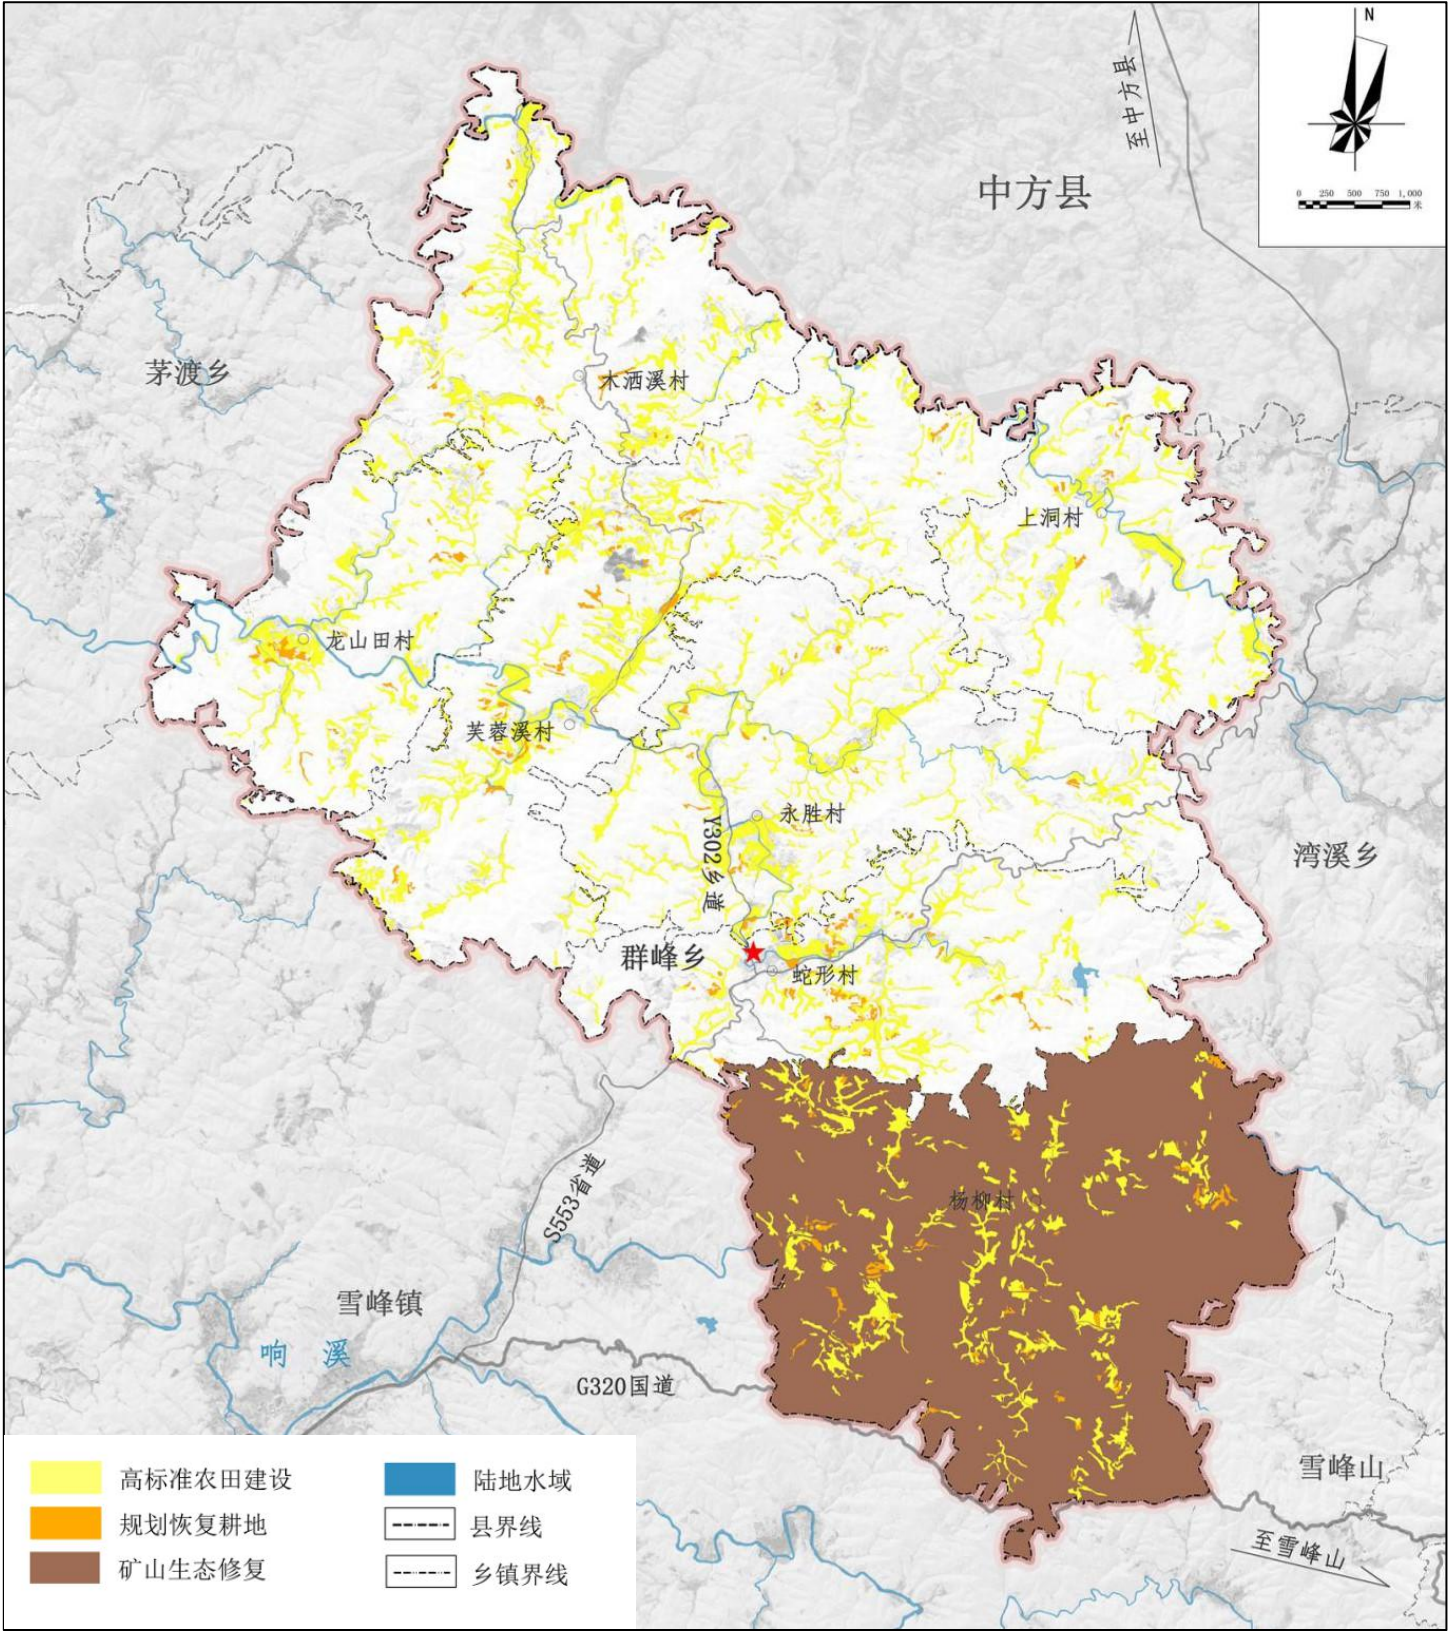 N
0 250 500 750 1,000
米
至中方县
中方县
茅渡乡
木洒溪村
上洞村
龙山田村
芙蓉溪村
永胜村
Y302乡道
湾溪乡
群峰乡
蛇形村
杨柳村
S553省道
雪峰镇
响溪
G320国道
雪峰山
至雪峰山
高标准农田建设
陆地水域
规划恢复耕地
县界线
矿山生态修复
乡镇界线